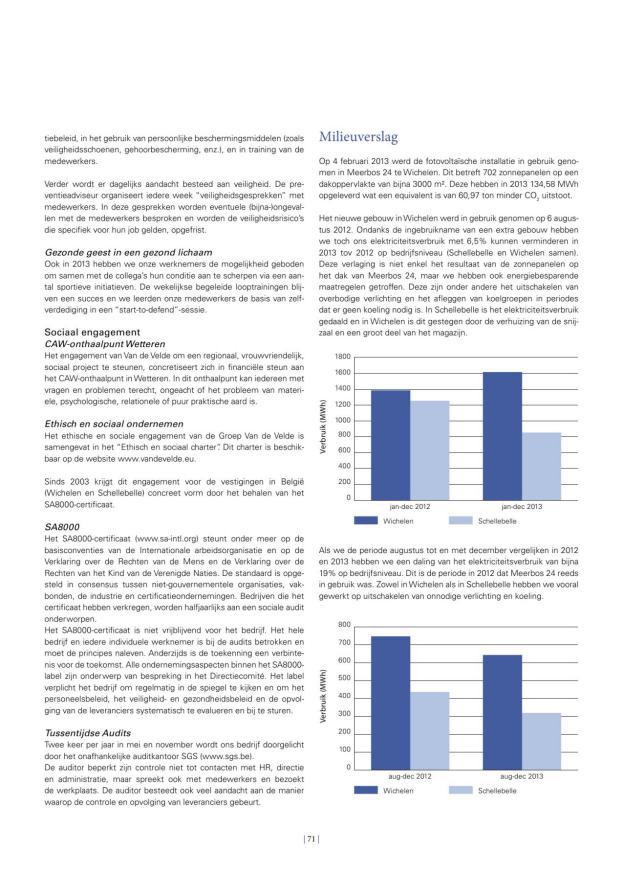 tiebeleid, in het gebruik van persoonlijke beschermingsmiddelen (zoals
veiligheidsschoenen, gehoorbescherming, enz.), en in training van de
medewerkers.
Verder wordt er dagelijks aandacht besteed aan veiligheid. De pre-
ventieadviseur organiseert iedere week “veiligheidsgesprekken” met
medewerkers. In deze gesprekken worden eventuele (bijna-longeval-
len met de medewerkers besproken en worden de veiligheidsrisico’s
die specifiek voor hun job gelden, opgefrist.
Gezonde geest in een gezond lichaam
Ook in 2013 hebben we onze werknemers de mogelijkheid geboden
om samen met de collega’s hun conditie aan te scherpen via een aan-
tal sportieve initiatieven. De wekelijkse begeleide looptrainingen blij-
ven een succes en we leerden onze medewerkers de basis van zelf-
verdediging in een “start-to-defend”-sessie.
Sociaal engagement
CAW-onthaalpunt Wetteren
Het engagement van Van de Velde om een regionaal, vrouwvriendelijk,
sociaal project te steunen, concretiseert zich in financiële steun aan
het CAW-onthaalpunt in Wetteren. In dit onthaalpunt kan iedereen met
vragen en problemen terecht, ongeacht of het probleem van materi-
ele, psychologische, relationele of puur praktische aard is.
Ethisch en sociaal ondernemen
Het ethische en sociale engagement van de Groep Van de Velde is
samengevat in het “Ethisch en sociaal charter”. Dit charter is beschik-
baar op de website www.vandevelde.eu.
Sinds 2003 krijgt dit engagement voor de vestigingen in België
(Wichelen en Schellebelle) concreet vorm door het behalen van het
SA8000-certificaat.
SA8000
Het SA8000-certificaat (www.sa-intl.org) steunt onder meer op de
basisconventies van de Internationale arbeidsorganisatie en op de
Verklaring over de Rechten van de Mens en de Verklaring over de
Rechten van het Kind van de Verenigde Naties. De standaard is opge-
steld in consensus tussen niet-gouvernementele organisaties, vak-
bonden, de industrie en certificatieondernemingen. Bedrijven die het
certificaat hebben verkregen, worden halfjaarlijks aan een sociale audit
onderworpen.
Het SA8000-certificaat is niet vrijblijvend voor het bedrijf. Het hele
bedrijf en iedere individuele werknemer is bij de audits betrokken en
moet de principes naleven. Anderzijds is de toekenning een verbinte-
nis voor de toekomst. Alle ondernemingsaspecten binnen het SA8000-
label zijn onderwerp van bespreking in het Directiecomité. Het label
verplicht het bedrijf om regelmatig in de spiegel te kijken en om het
personeelsbeleid, het veiligheid- en gezondheidsbeleid en de opvol-
ging van de leveranciers systematisch te evalueren en bij te sturen.
Tussentijdse Audits
Twee keer per jaar in mei en november wordt ons bedrijf doorgelicht
door het onafhankelijke auditkantoor SGS (www.sgs.be).
De auditor beperkt zijn controle niet tot contacten met HR, directie
en administratie, maar spreekt ook met medewerkers en bezoekt
de werkplaats. De auditor besteedt ook veel aandacht aan de manier
waarop de controle en opvolging van leveranciers gebeurt.
Milieuverslag
Op 4 februari 2013 werd de fotovoltaïsche installatie in gebruik geno-
men in Meerbos 24 te Wichelen. Dit betreft 702 zonnepanelen op een
dakoppervlakte van bijna 3000 m². Deze hebben in 2013 134,58 MWh
opgeleverd wat een equivalent is van 60,97 ton minder CO2 uitstoot.
Het nieuwe gebouw in Wichelen werd in gebruik genomen op 6 augus-
tus 2012. Ondanks de ingebruikname van een extra gebouw hebben
we toch ons elektriciteitsverbruik met 6,5% kunnen verminderen in
2013 tov 2012 op bedrijfsniveau (Schellebelle en Wichelen samen).
Deze verlaging is niet enkel het resultaat van de zonnepanelen op
het dak van Meerbos 24, maar we hebben ook energiebesparende
maatregelen getroffen. Deze zijn onder andere het uitschakelen van
overbodige verlichting en het afleggen van koelgroepen in periodes
dat er geen koeling nodig is. In Schellebelle is het elektriciteitsverbruik
gedaald en in Wichelen is dit gestegen door de verhuizing van de snij-
zaal en een groot deel van het magazijn.
Verbruik (MWh)
1800
1600
1400
1200
1000
800
600
400
200
0
jan-dec 2012 jan-dec 2013
Wichelen Schellebelle
Als we de periode augustus tot en met december vergelijken in 2012
en 2013 hebben we een daling van het elektriciteitsverbruik van bijna
19% op bedrijfsniveau. Dit is de periode in 2012 dat Meerbos 24 reeds
in gebruik was. Zowel in Wichelen als in Schellebelle hebben we vooral
gewerkt op uitschakelen van onnodige verlichting en koeling.
Verbruik (MWh)
800
700
600
500
400
300
200
100
0
aug-dec 2012 aug-dec 2013
Wichelen Schellebelle
| 71 |